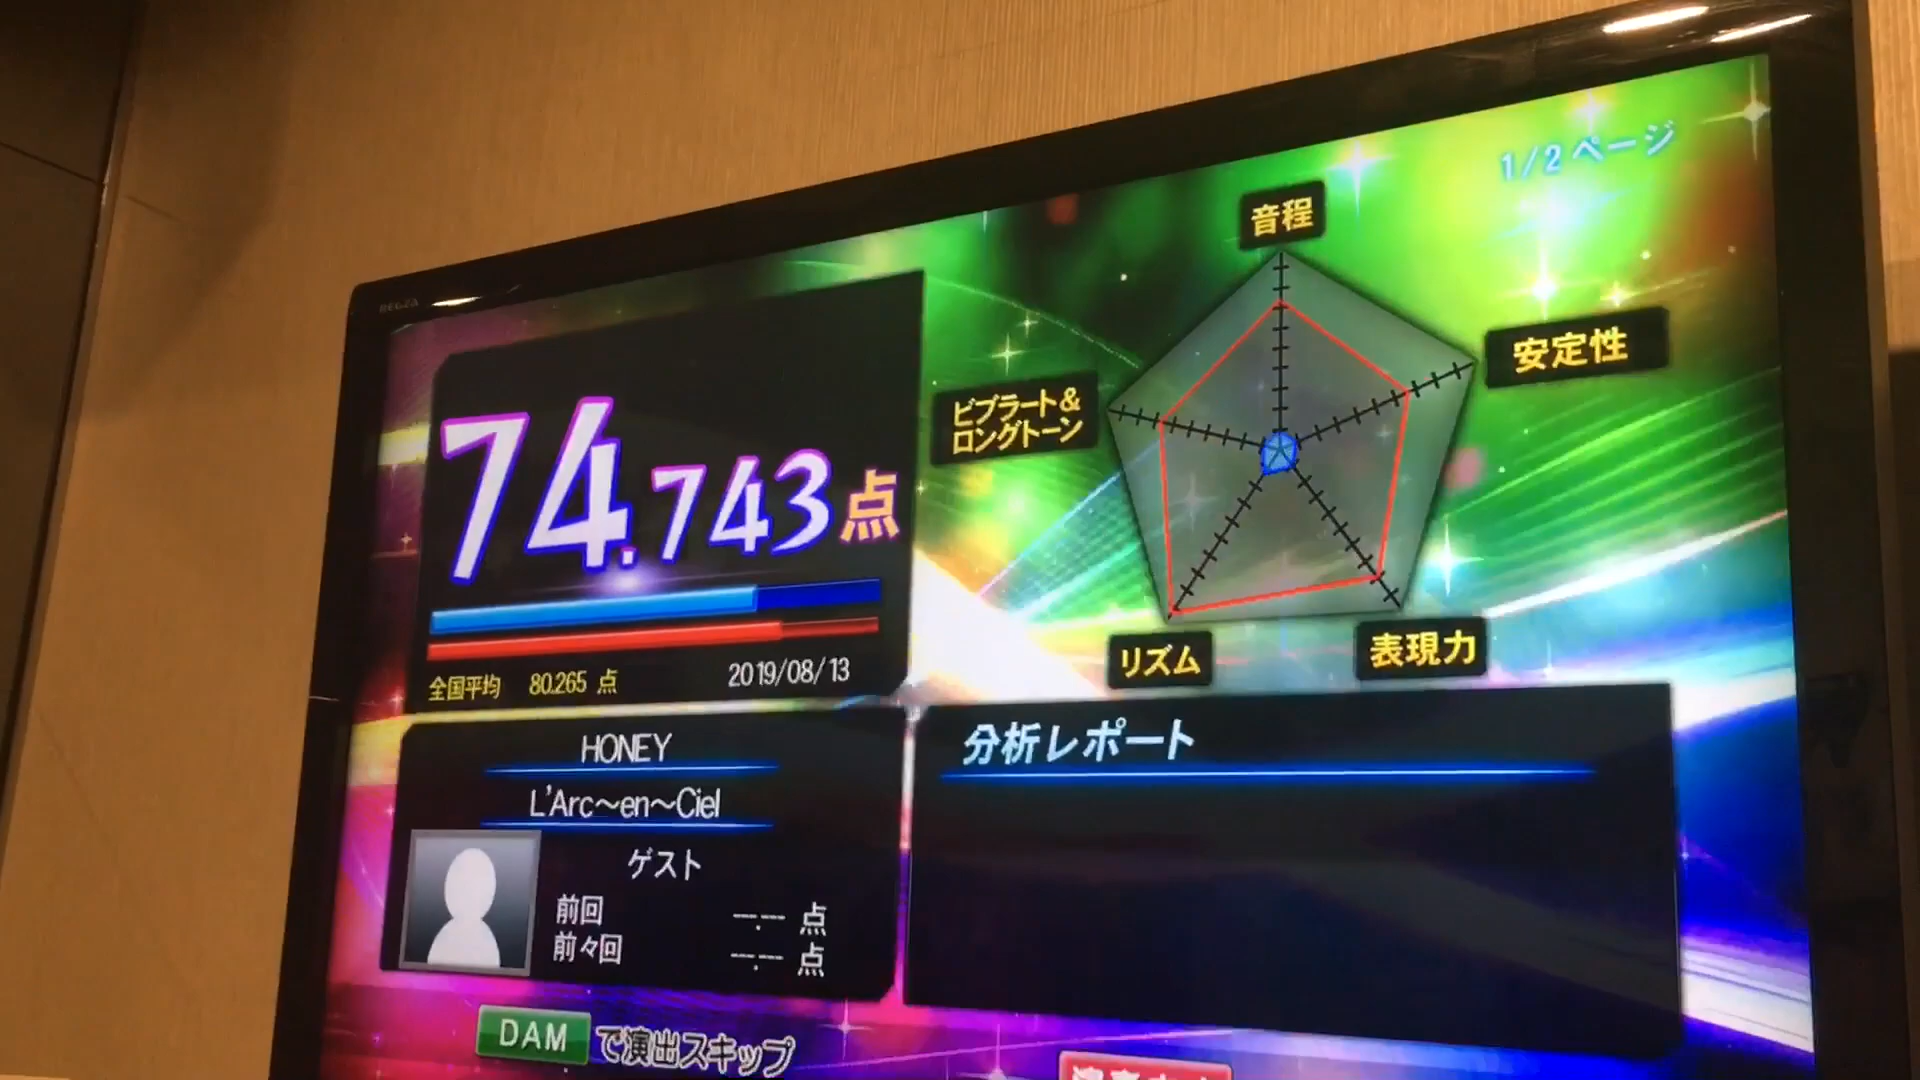 REGZA
1/2ページ
音程
安定性
ビブラート&
ロングトーン
リズム
表現力
74.743点
全国平均 80.265 点 2019/08/13
HONEY
L'Arc〜en〜Ciel
ゲスト
前回 --.-- 点
前々回 --.-- 点
分析レポート
DAM で演出スキップ